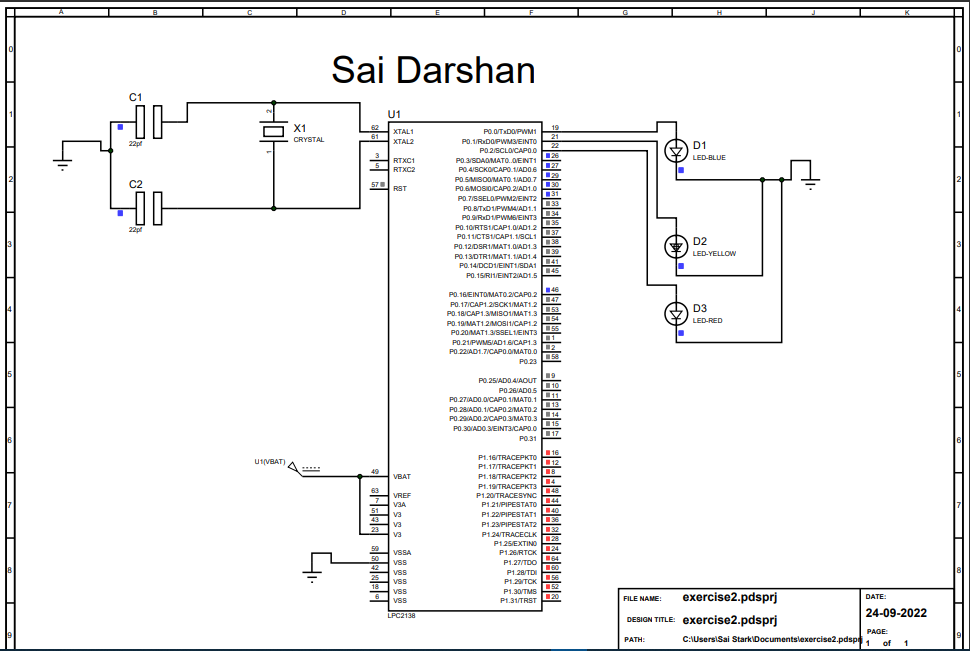 A B C D E F G H J K
Sai Darshan
C1
22pf
C2
22pf
X1
CRYSTAL
2
1
U1
62 XTAL1
61 XTAL2
3 RTXC1
5 RTXC2
57 RST
U1(VBAT)
49 VBAT
63 VREF
7 V3A
51 V3
43 V3
23 V3
59 VSSA
50 VSS
42 VSS
25 VSS
18 VSS
6 VSS
LPC2138
P0.0/TxD0/PWM1 19
P0.1/RxD0/PWM3/EINT0 21
P0.2/SCL0/CAP0.0 22
P0.3/SDA0/MAT0..0/EINT1 26
P0.4/SCK0/CAP0.1/AD0.6 27
P0.5/MISO0/MAT0.1/AD0.7 29
P0.6/MOSI0/CAP0.2/AD1.0 30
P0.7/SSEL0/PWM2/EINT2 31
P0.8/TxD1/PWM4/AD1.1 33
P0.9/RxD1/PWM6/EINT3 34
P0.10/RTS1/CAP1.0/AD1.2 35
P0.11/CTS1/CAP1.1/SCL1 37
P0.12/DSR1/MAT1.0/AD1.3 38
P0.13/DTR1/MAT1.1/AD1.4 39
P0.14/DCD1/EINT1/SDA1 41
P0.15/RI1/EINT2/AD1.5 45
P0.16/EINT0/MAT0.2/CAP0.2 46
P0.17/CAP1.2/SCK1/MAT1.2 47
P0.18/CAP1.3/MISO1/MAT1.3 53
P0.19/MAT1.2/MOSI1/CAP1.2 54
P0.20/MAT1.3/SSEL1/EINT3 55
P0.21/PWM5/AD1.6/CAP1.3 1
P0.22/AD1.7/CAP0.0/MAT0.0 2
P0.23 58
P0.25/AD0.4/AOUT 9
P0.26/AD0.5 10
P0.27/AD0.0/CAP0.1/MAT0.1 11
P0.28/AD0.1/CAP0.2/MAT0.2 13
P0.29/AD0.2/CAP0.3/MAT0.3 14
P0.30/AD0.3/EINT3/CAP0.0 15
P0.31 17
P1.16/TRACEPKT0 16
P1.17/TRACEPKT1 12
P1.18/TRACEPKT2 8
P1.19/TRACEPKT3 4
P1.20/TRACESYNC 48
P1.21/PIPESTAT0 44
P1.22/PIPESTAT1 40
P1.23/PIPESTAT2 36
P1.24/TRACECLK 32
P1.25/EXTIN0 28
P1.26/RTCK 24
P1.27/TDO 64
P1.28/TDI 60
P1.29/TCK 56
P1.30/TMS 52
P1.31/TRST 20
D1
LED-BLUE
D2
LED-YELLOW
D3
LED-RED
0 0
1 1
2 2
3 3
4 4
5 5
6 6
7 7
8 8
9 9
FILE NAME: exercise2.pdsprj
DESIGN TITLE: exercise2.pdsprj
PATH: C:\Users\Sai Stark\Documents\exercise2.pdsprj
DATE:
24-09-2022
PAGE:
1 of 1